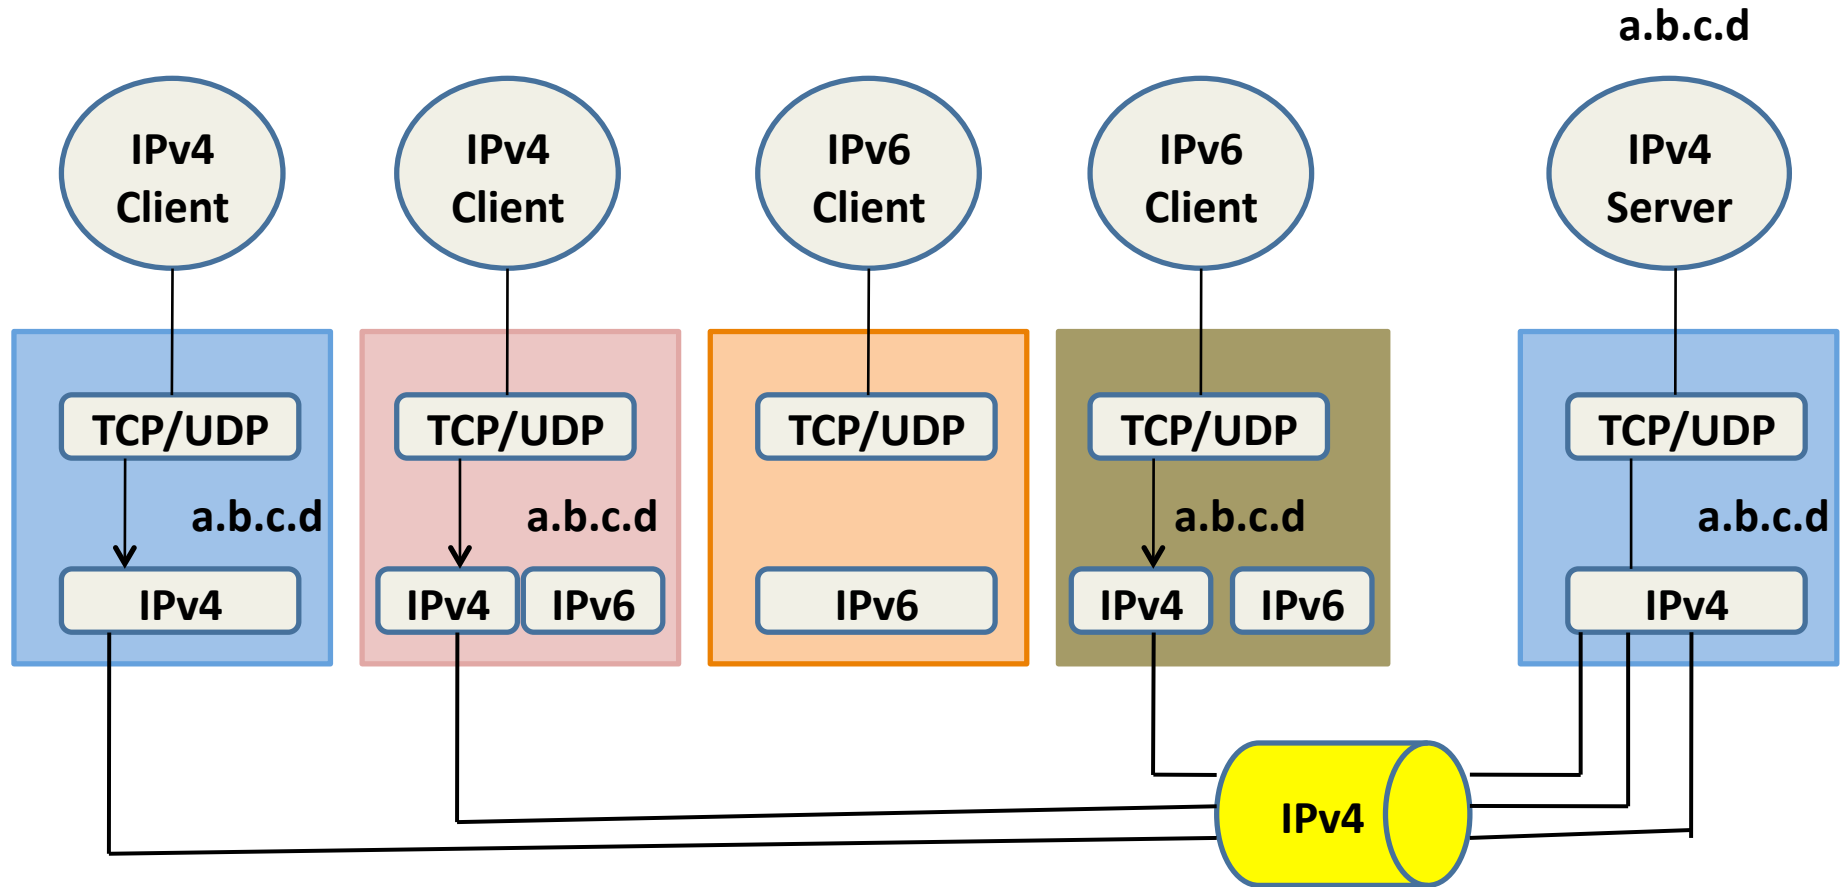 a.b.c.d
IPv4
Client
IPv4
Client
IPv6
Client
IPv6
Client
IPv4
Server
TCP/UDP
TCP/UDP
TCP/UDP
TCP/UDP
TCP/UDP
a.b.c.d
a.b.c.d
a.b.c.d
a.b.c.d
IPv4
IPv4
IPv6
IPv6
IPv4
IPv6
IPv4
IPv4